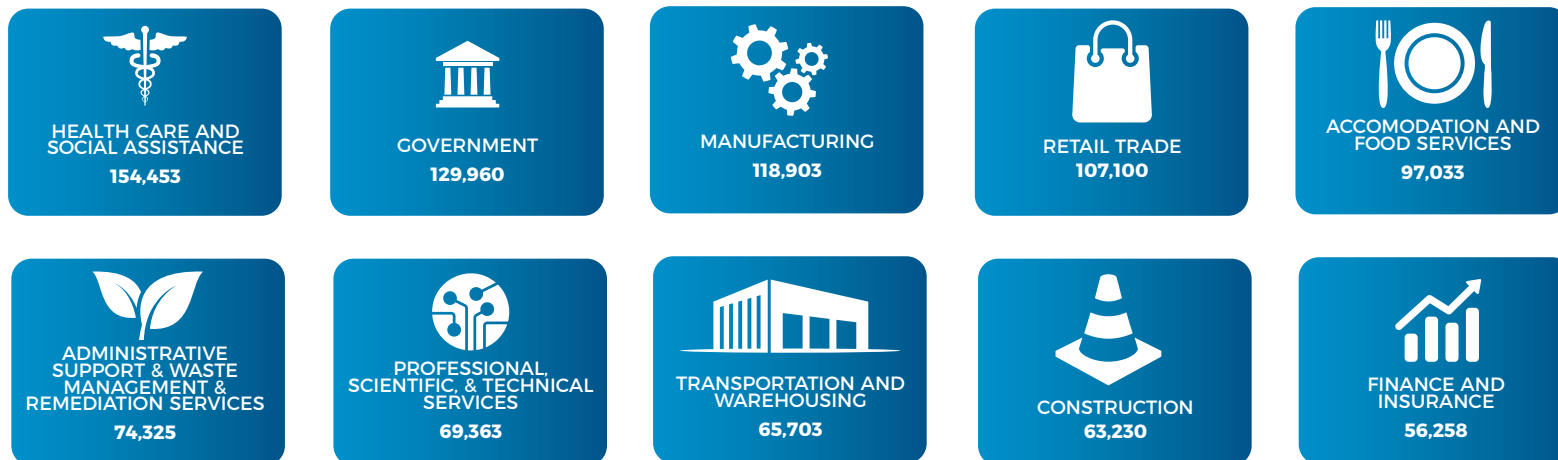 HEALTH CARE AND
SOCIAL ASSISTANCE
154,453
GOVERNMENT
129,960
MANUFACTURING
118,903
RETAIL TRADE
107,100
ACCOMODATION AND
FOOD SERVICES
97,033
ADMINISTRATIVE
SUPPORT & WASTE
MANAGEMENT &
REMEDIATION SERVICES
74,325
PROFESSIONAL,
SCIENTIFIC, & TECHNICAL
SERVICES
69,363
TRANSPORTATION AND
WAREHOUSING
65,703
CONSTRUCTION
63,230
FINANCE AND
INSURANCE
56,258